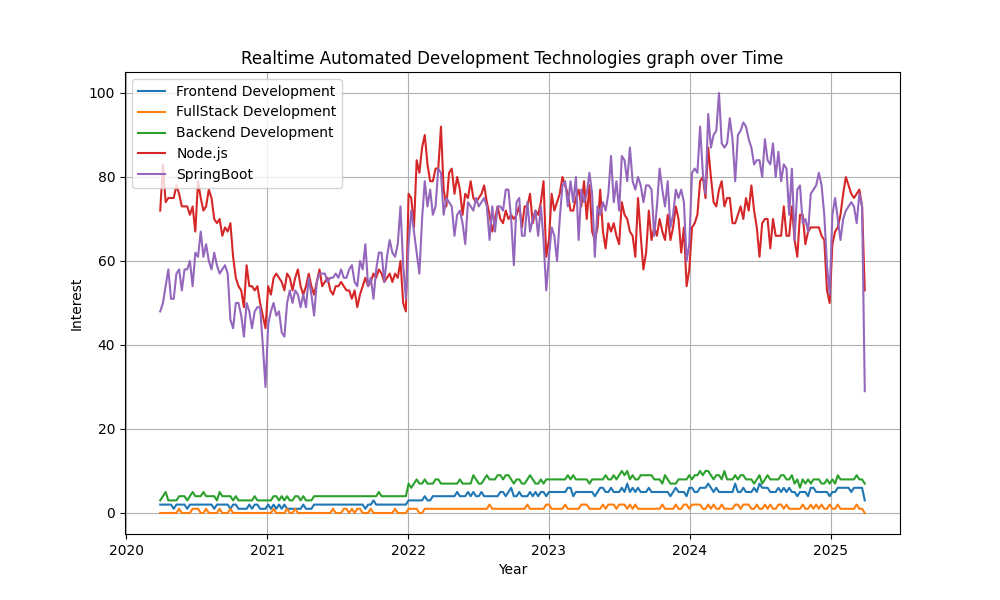 Realtime Automated Development Technologies graph over Time
Frontend Development
FullStack Development
Backend Development
Node.js
SpringBoot
100
80
60
40
20
0
Interest
2020 2021 2022 2023 2024 2025
Year